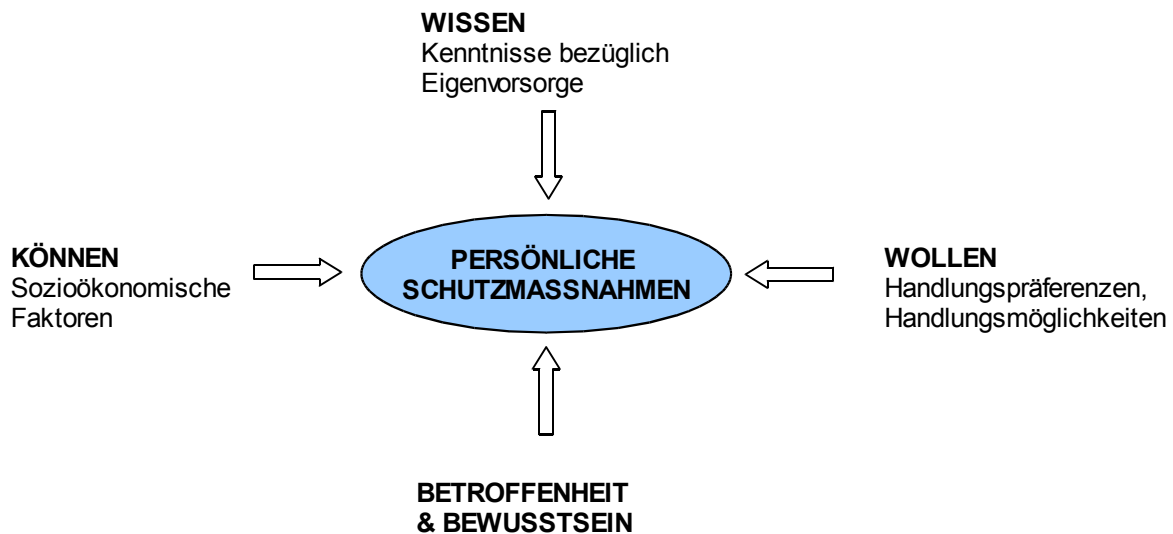 WISSEN
Kenntnisse bezüglich
Eigenvorsorge
KÖNNEN
Sozioökonomische
Faktoren
PERSÖNLICHE
SCHUTZMASSNAHMEN
WOLLEN
Handlungspräferenzen,
Handlungsmöglichkeiten
BETROFFENHEIT
& BEWUSSTSEIN